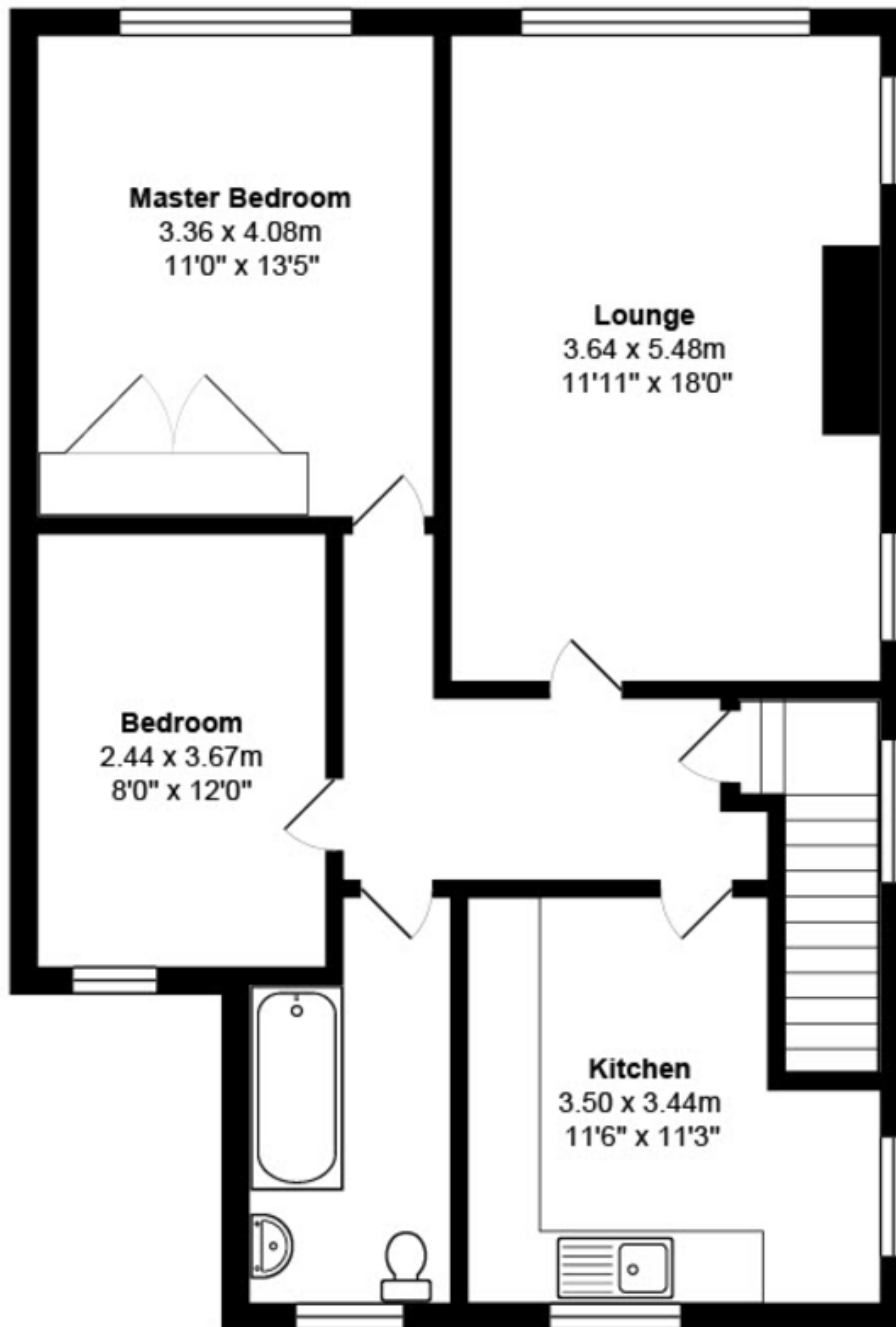 Master Bedroom
3.36 x 4.08m
11'0" x 13'5"
Lounge
3.64 x 5.48m
11'11" x 18'0"
Bedroom
2.44 x 3.67m
8'0" x 12'0"
Kitchen
3.50 x 3.44m
11'6" x 11'3"